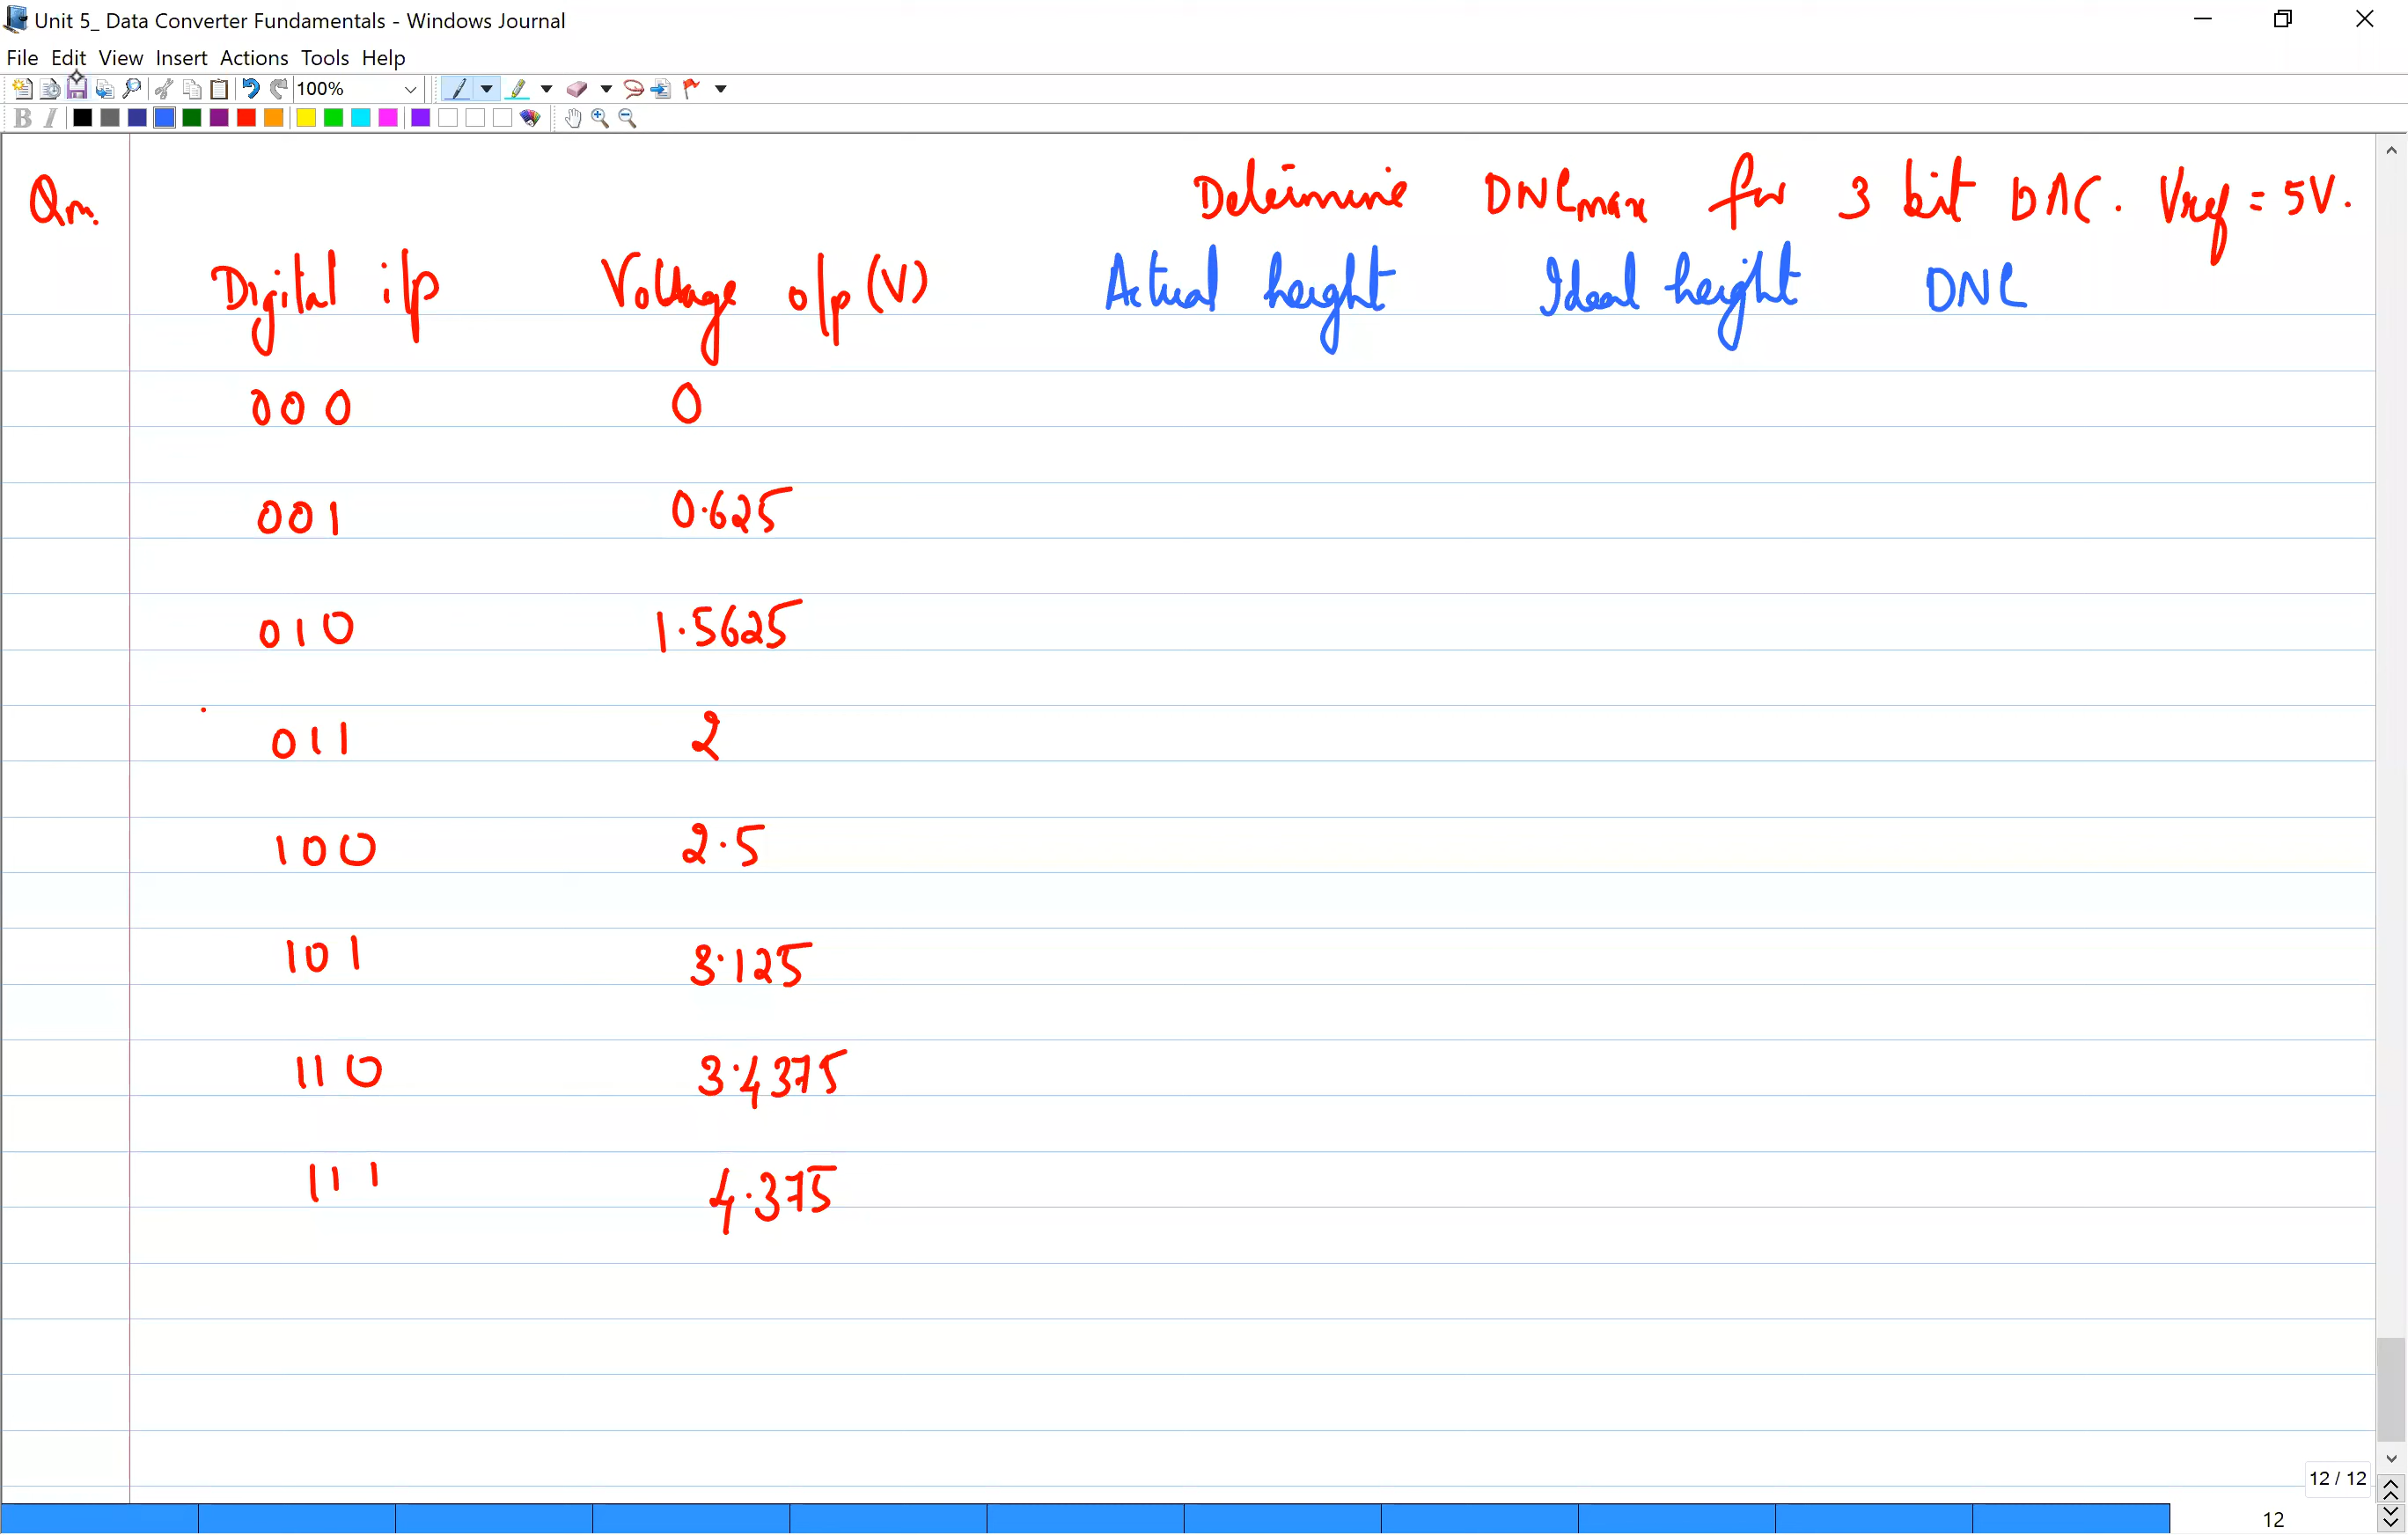 Unit 5_ Data Converter Fundamentals - Windows Journal
File Edit View Insert Actions Tools Help
100%
B I
Qn. Determine DNLmax for 3 bit DAC. Vref = 5V.
Digital i/p Voltage o/p (V) Actual height Ideal height DNL
000 0
001 0.625
010 1.5625
011 2
100 2.5
101 3.125
110 3.4375
111 4.375
12 / 12
12